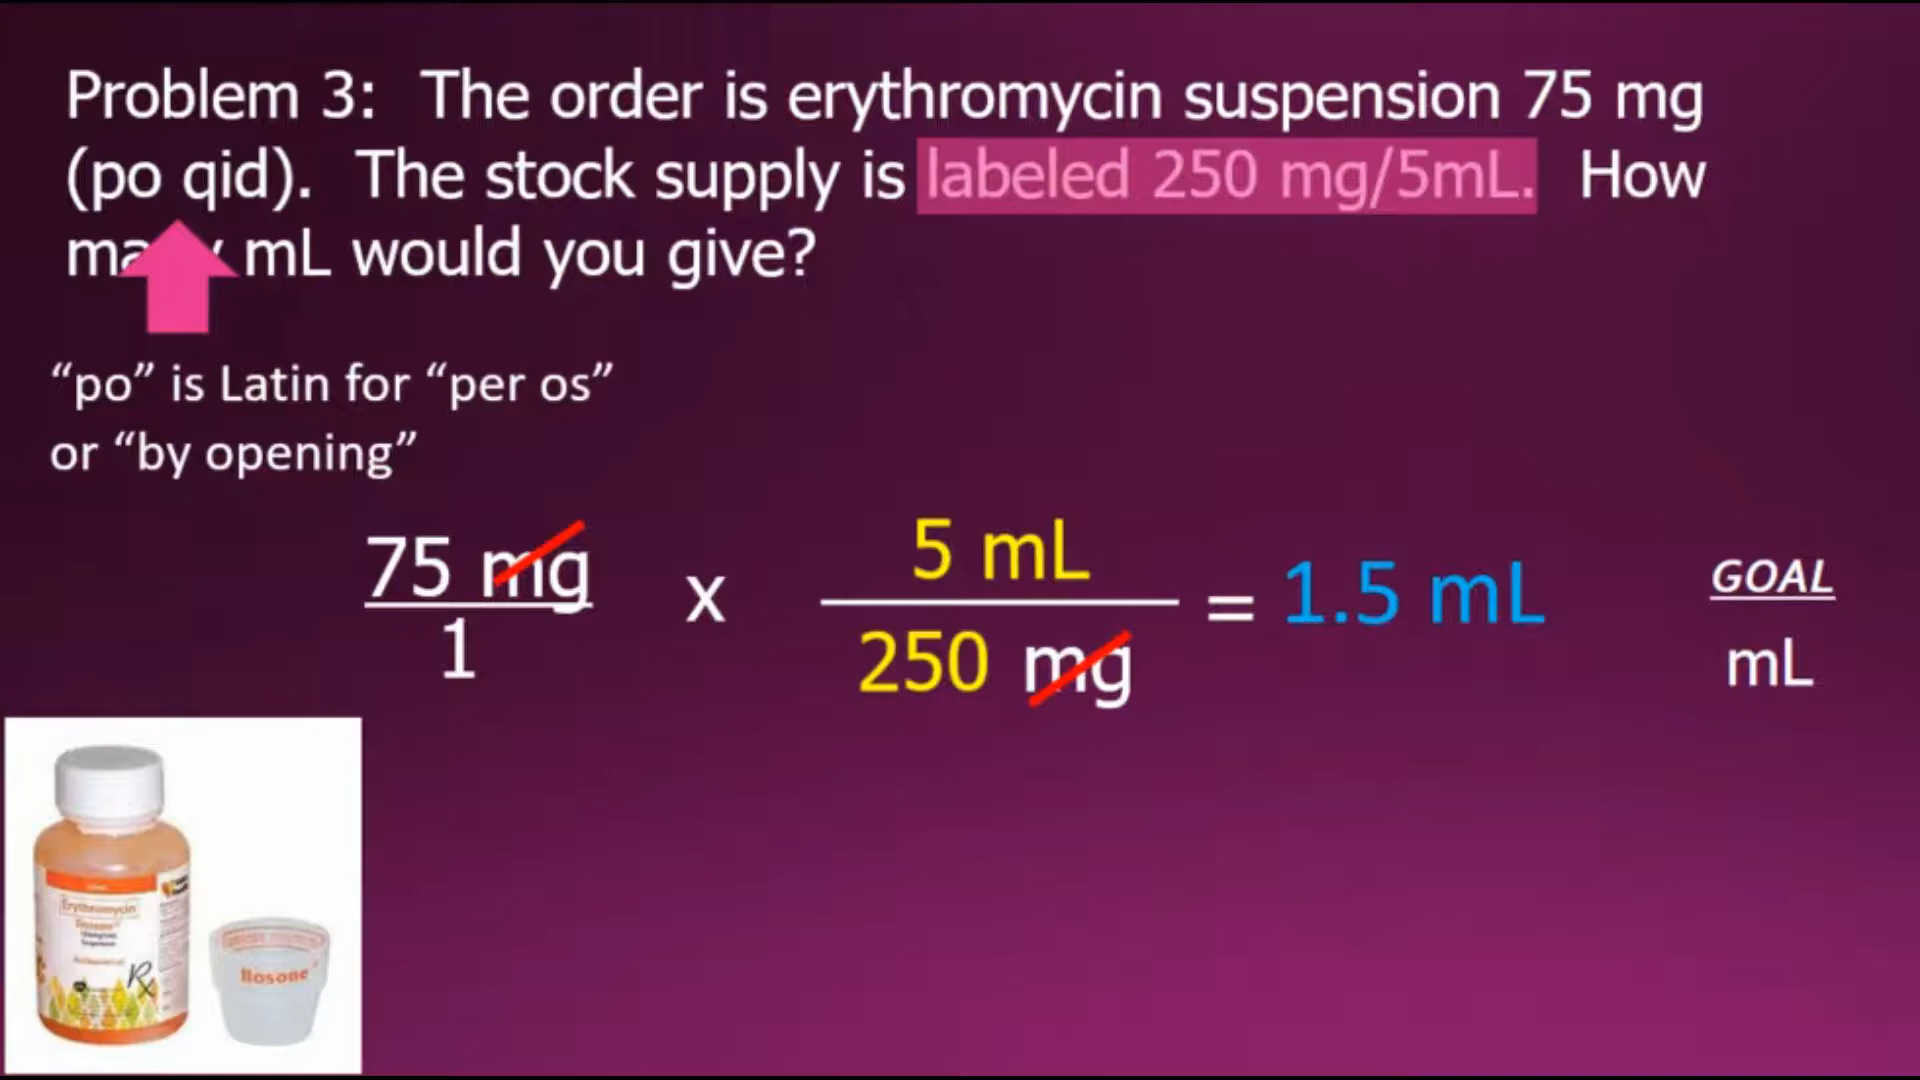 Problem 3: The order is erythromycin suspension 75 mg
(po qid). The stock supply is labeled 250 mg/5mL. How
mL would you give?
“po” is Latin for “per os”
or “by opening”
75 mg
1
x
5 mL
250 mg
= 1.5 mL
GOAL
mL
Erythromycin
Ilosone
Rx
Ilosone